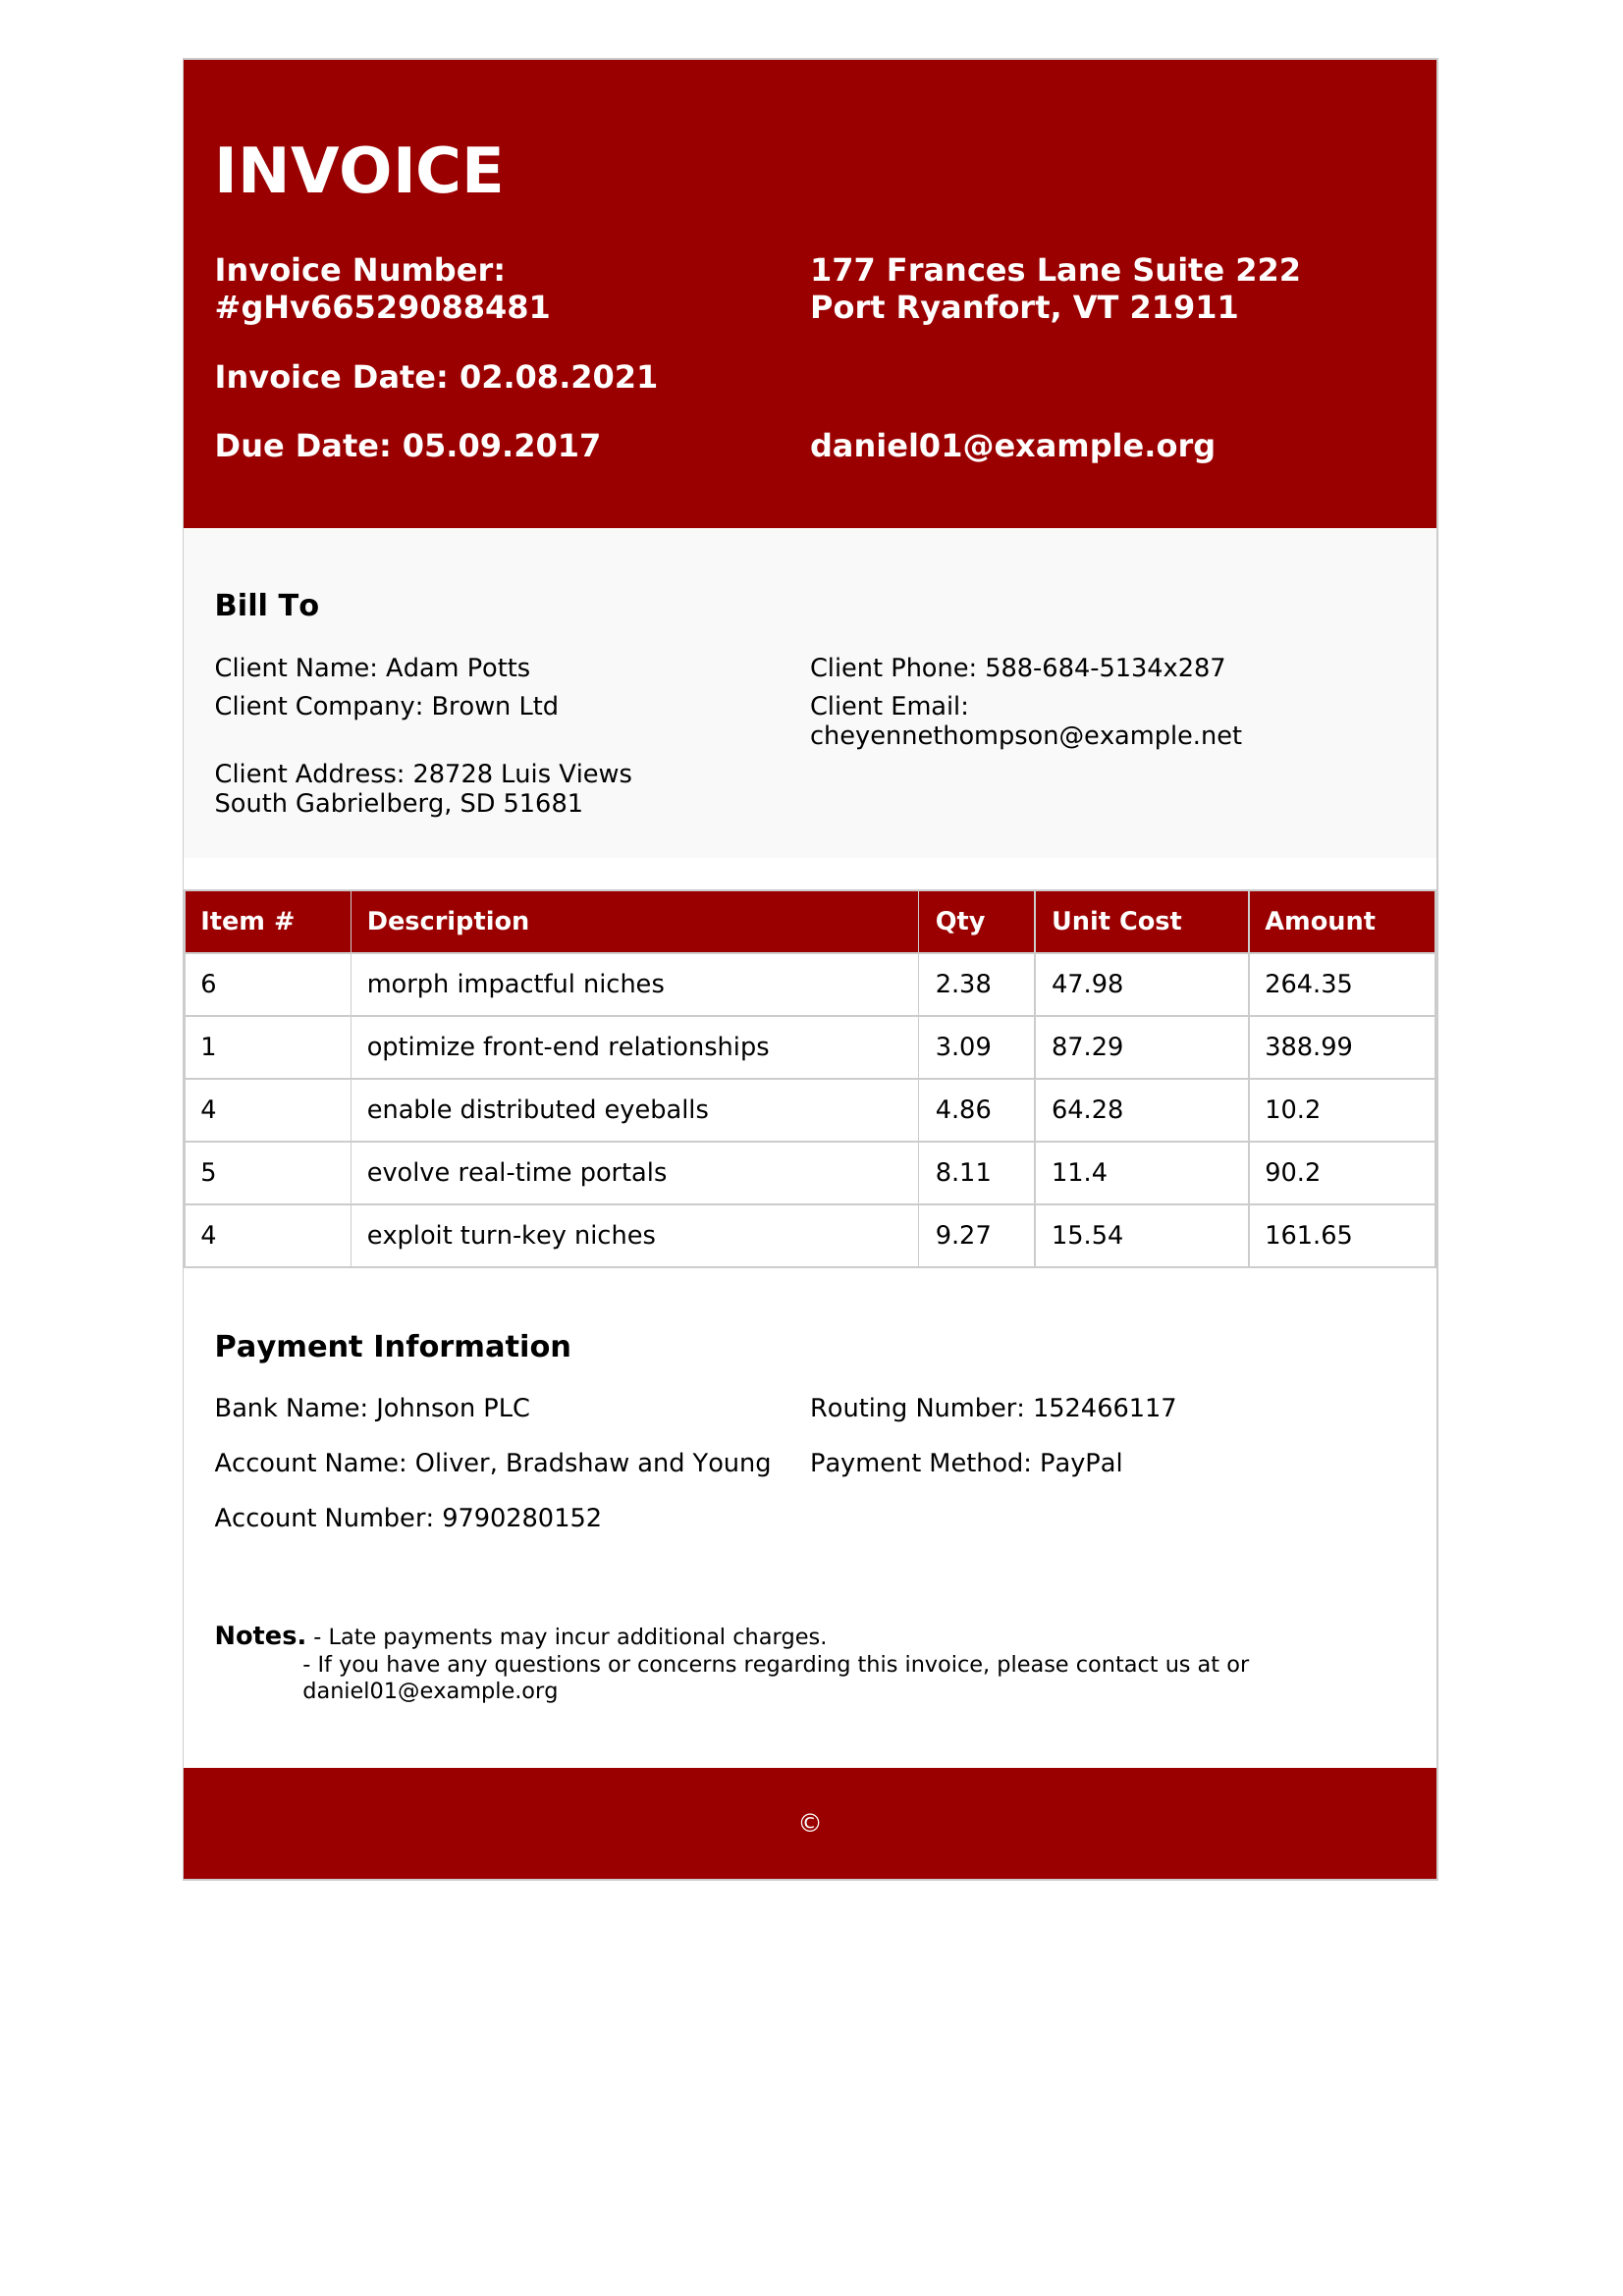 INVOICE
Invoice Number:
#gHv66529088481
177 Frances Lane Suite 222
Port Ryanfort, VT 21911
Invoice Date: 02.08.2021
Due Date: 05.09.2017
daniel01@example.org
Bill To
Client Name: Adam Potts
Client Phone: 588-684-5134x287
Client Company: Brown Ltd
Client Email:
cheyennethompson@example.net
Client Address: 28728 Luis Views
South Gabrielberg, SD 51681
Item # Description Qty Unit Cost Amount
6 morph impactful niches 2.38 47.98 264.35
1 optimize front-end relationships 3.09 87.29 388.99
4 enable distributed eyeballs 4.86 64.28 10.2
5 evolve real-time portals 8.11 11.4 90.2
4 exploit turn-key niches 9.27 15.54 161.65
Payment Information
Bank Name: Johnson PLC
Routing Number: 152466117
Account Name: Oliver, Bradshaw and Young
Payment Method: PayPal
Account Number: 9790280152
Notes. - Late payments may incur additional charges.
- If you have any questions or concerns regarding this invoice, please contact us at or
daniel01@example.org
©